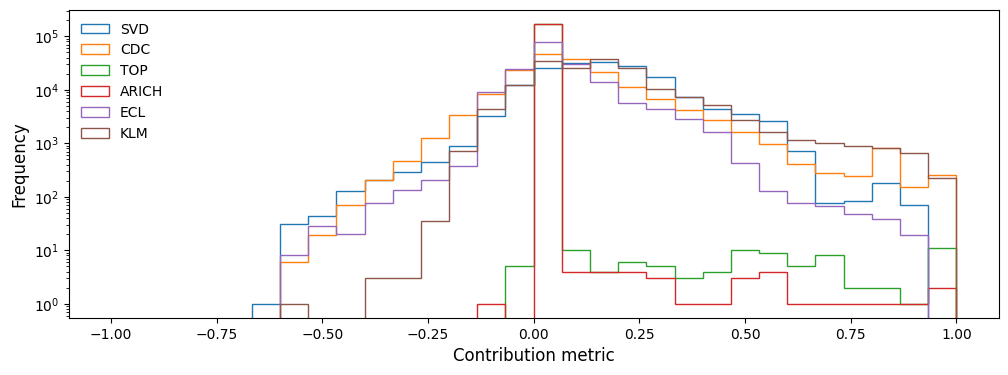 SVD
CDC
TOP
ARICH
ECL
KLM
Frequency
10⁵
10⁴
10³
10²
10¹
10⁰
−1.00 −0.75 −0.50 −0.25 0.00 0.25 0.50 0.75 1.00
Contribution metric